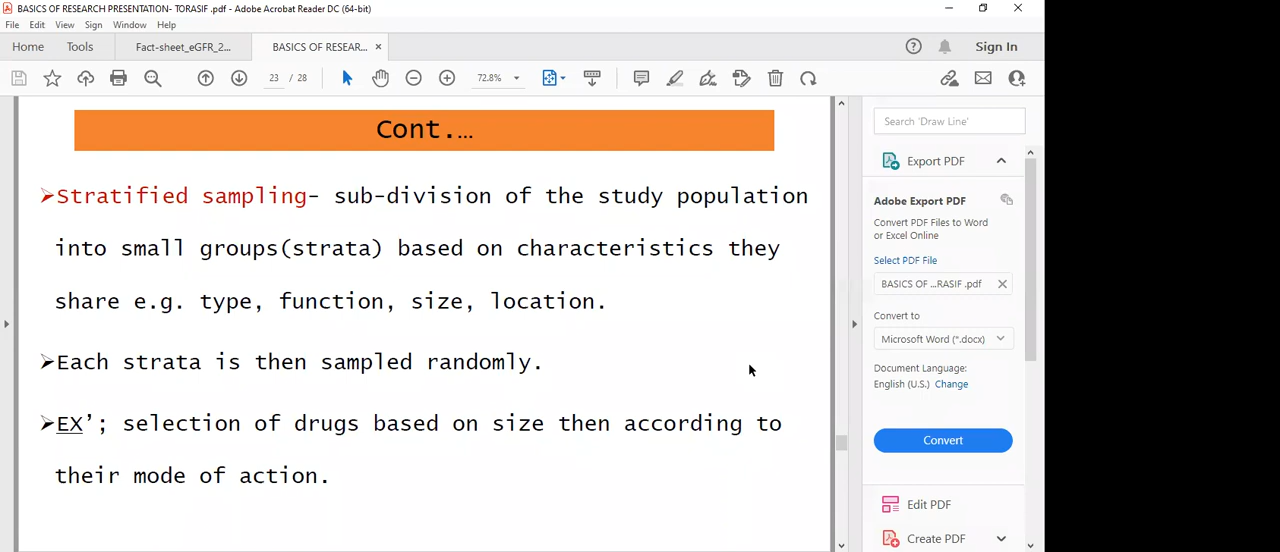 BASICS OF RESEARCH PRESENTATION- TORASIF .pdf - Adobe Acrobat Reader DC (64-bit)
File Edit View Sign Window Help
Home Tools Fact-sheet_eGFR_2... BASICS OF RESEAR... ×
Sign In
23 / 28 72.8%
Cont.…
➢Stratified sampling- sub-division of the study population
into small groups(strata) based on characteristics they
share e.g. type, function, size, location.
➢Each strata is then sampled randomly.
➢EX’; selection of drugs based on size then according to
their mode of action.
Search 'Draw Line'
Export PDF
Adobe Export PDF
Convert PDF Files to Word
or Excel Online
Select PDF File
BASICS OF ...RASIF .pdf
Convert to
Microsoft Word (*.docx)
Document Language:
English (U.S.) Change
Convert
Edit PDF
Create PDF